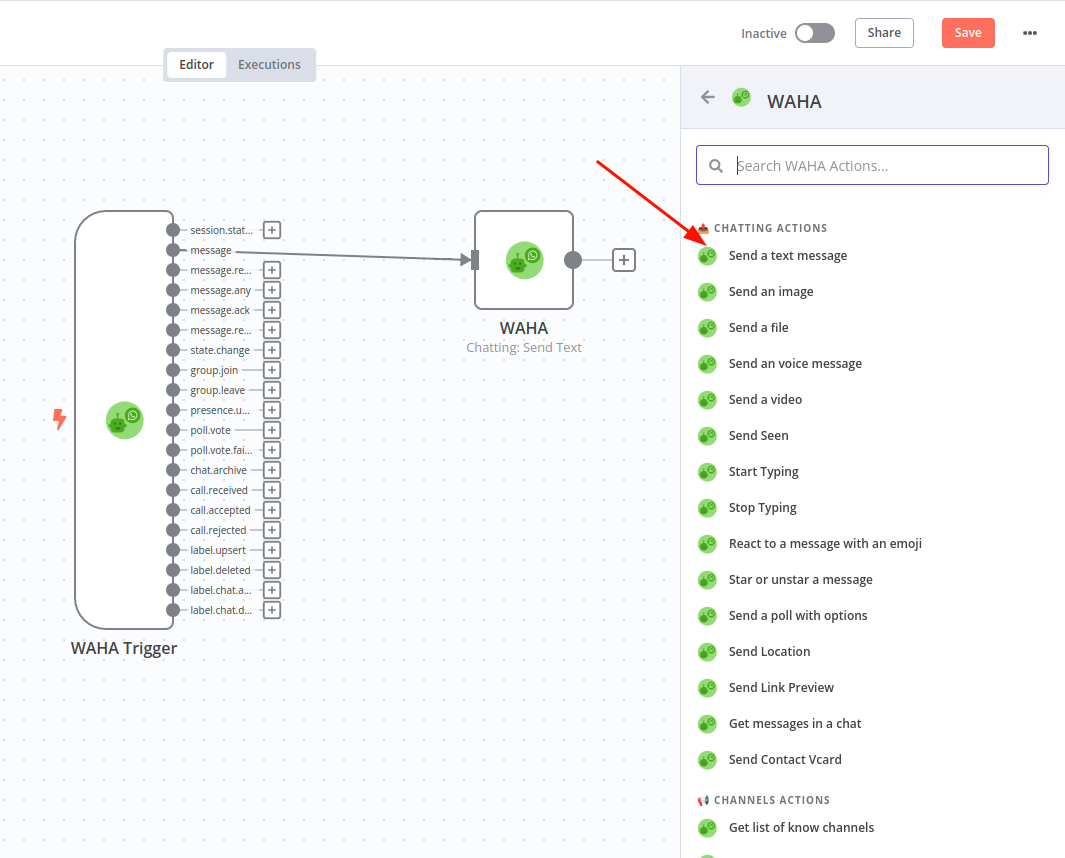 Inactive
Share
Save
Editor
Executions
WAHA
Search WAHA Actions...
session.stat...
message
message.re...
message.any
message.ack
message.re...
state.change
group.join
group.leave
presence.u...
poll.vote
poll.vote.fai...
chat.archive
call.received
call.accepted
call.rejected
label.upsert
label.deleted
label.chat.a...
label.chat.d...
WAHA Trigger
WAHA
Chatting: Send Text
CHATTING ACTIONS
Send a text message
Send an image
Send a file
Send an voice message
Send a video
Send Seen
Start Typing
Stop Typing
React to a message with an emoji
Star or unstar a message
Send a poll with options
Send Location
Send Link Preview
Get messages in a chat
Send Contact Vcard
CHANNELS ACTIONS
Get list of know channels